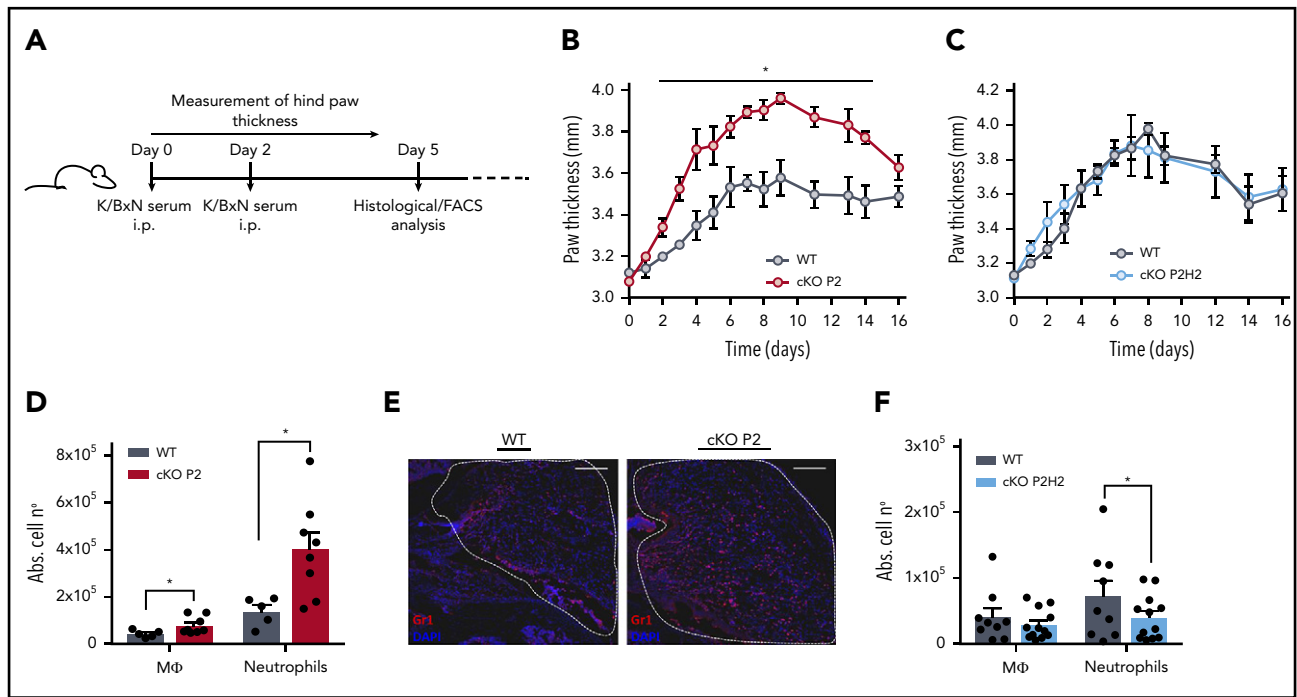 A
Measurement of hind paw
thickness
Day 0
Day 2
Day 5
K/BxN serum
i.p.
K/BxN serum
i.p.
Histological/FACS
analysis
B
*
Paw thickness (mm)
4.0
3.8
3.6
3.4
3.2
3.0
WT
cKO P2
0 2 4 6 8 10 12 14 16
Time (days)
C
Paw thickness (mm)
4.2
4.0
3.8
3.6
3.4
3.2
3.0
WT
cKO P2H2
0 2 4 6 8 10 12 14 16
Time (days)
D
Abs. cell nº
8x10⁵
6x10⁵
4x10⁵
2x10⁵
0
WT
cKO P2
*
*
MΦ
Neutrophils
E
WT
cKO P2
Gr1
DAPI
Gr1
DAPI
F
Abs. cell nº
3x10⁵
2x10⁵
1x10⁵
0
WT
cKO P2H2
*
MΦ
Neutrophils